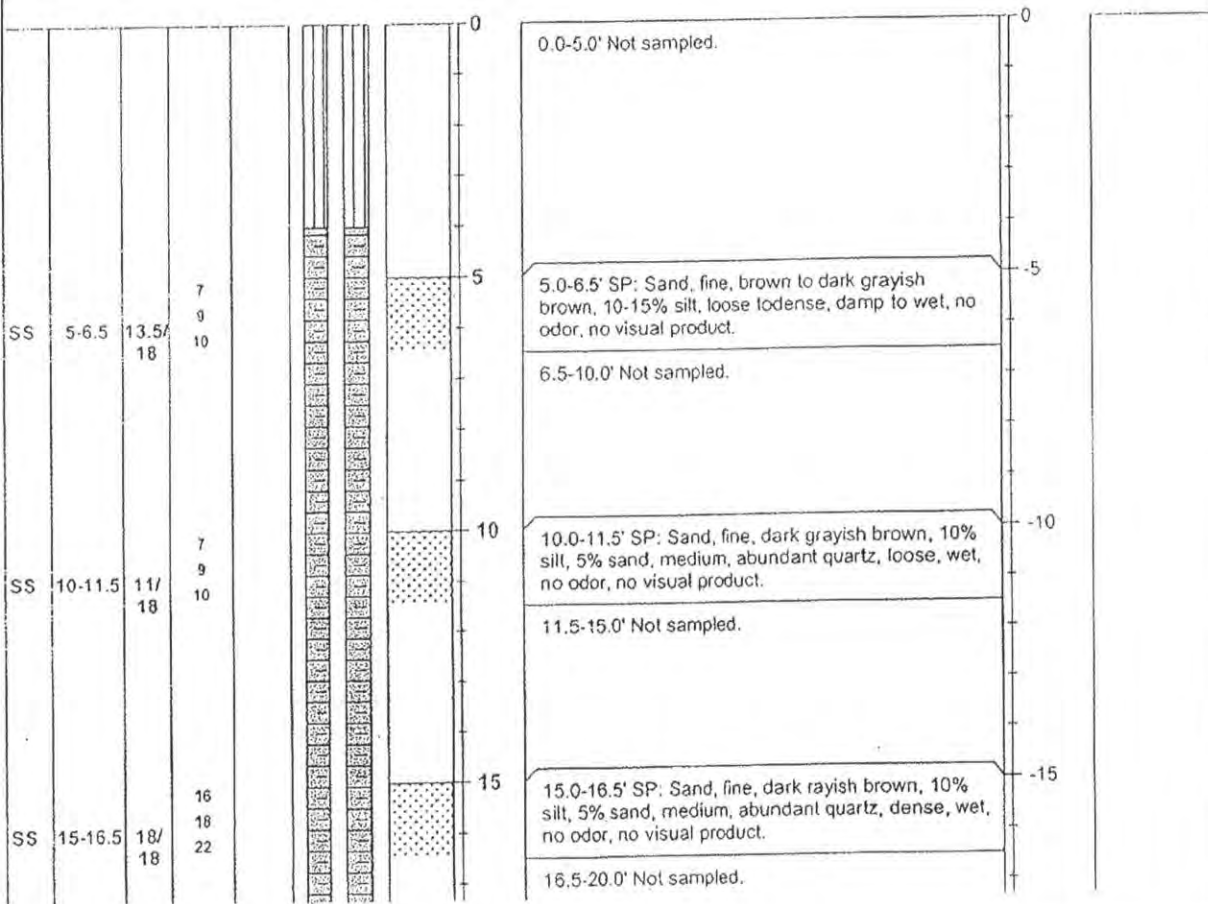 0
0
0.0-5.0' Not sampled.
5
-5
7
9
10
SS 5-6.5 13.5/
18
5.0-6.5' SP: Sand, fine, brown to dark grayish
brown, 10-15% silt, loose todense, damp to wet, no
odor, no visual product.
6.5-10.0' Not sampled.
10
-10
7
9
10
SS 10-11.5 11/
18
10.0-11.5' SP: Sand, fine, dark grayish brown, 10%
silt, 5% sand, medium, abundant quartz, loose, wet,
no odor, no visual product.
11.5-15.0' Not sampled.
15
-15
16
18
22
SS 15-16.5 18/
18
15.0-16.5' SP: Sand, fine, dark rayish brown, 10%
silt, 5% sand, medium, abundant quartz, dense, wet,
no odor, no visual product.
16.5-20.0' Not sampled.